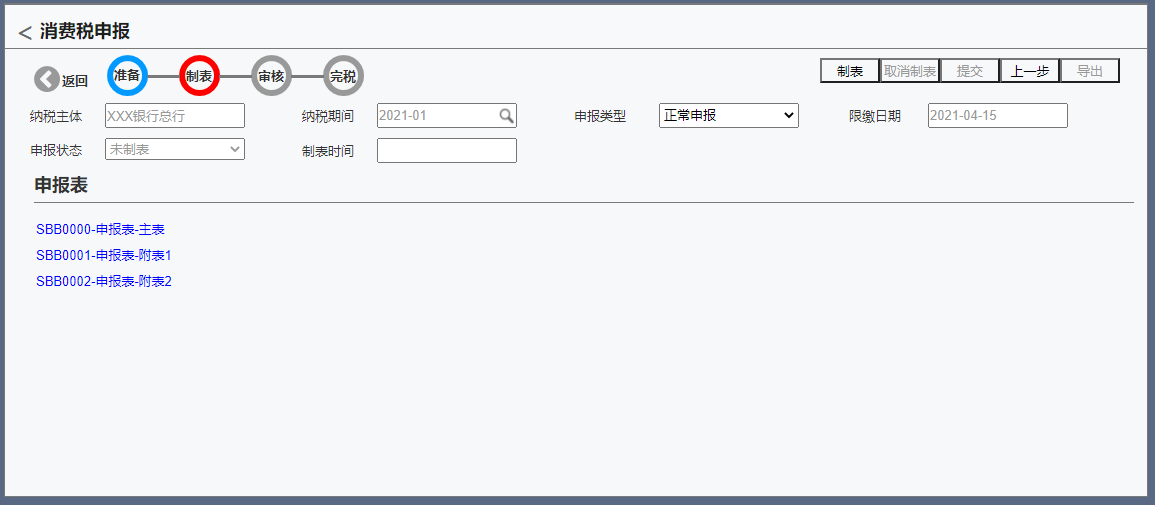 < 消费税申报
返回 准备 制表 审核 完税 制表 取消制表 提交 上一步 导出
纳税主体 XXX银行总行 纳税期间 2021-01 申报类型 正常申报 限缴日期 2021-04-15
申报状态 未制表 制表时间
申报表
SBB0000-申报表-主表
SBB0001-申报表-附表1
SBB0002-申报表-附表2